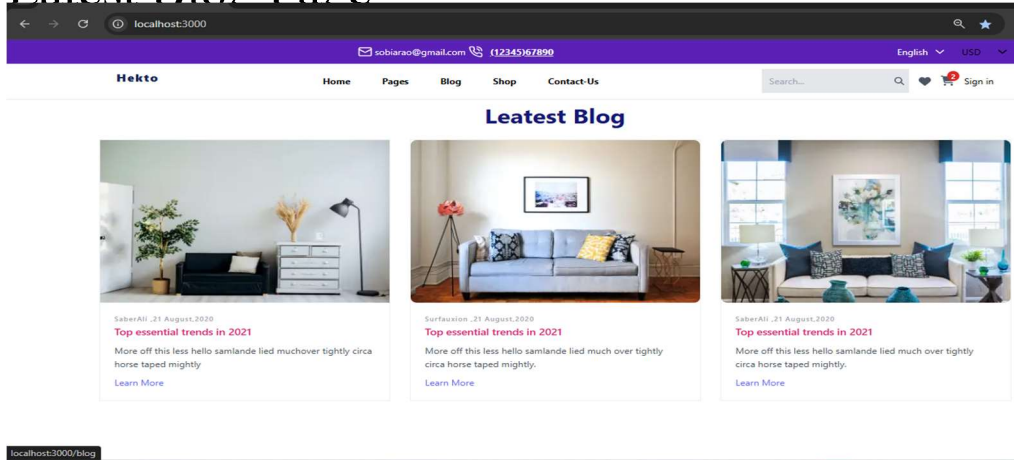 Latest Blog Page
localhost:3000
sobiarao@gmail.com (12345)67890 English USD
Hekto Home Pages Blog Shop Contact-Us Search... 2 Sign in
Leatest Blog
SaberAli ,21 August,2020
Top essential trends in 2021
More off this less hello samlande lied muchover tightly circa
horse taped mightly
Learn More
Surfauxion ,21 August,2020
Top essential trends in 2021
More off this less hello samlande lied much over tightly
circa horse taped mightly.
Learn More
SaberAli ,21 August,2020
Top essential trends in 2021
More off this less hello samlande lied much over tightly
circa horse taped mightly.
Learn More
localhost:3000/blog